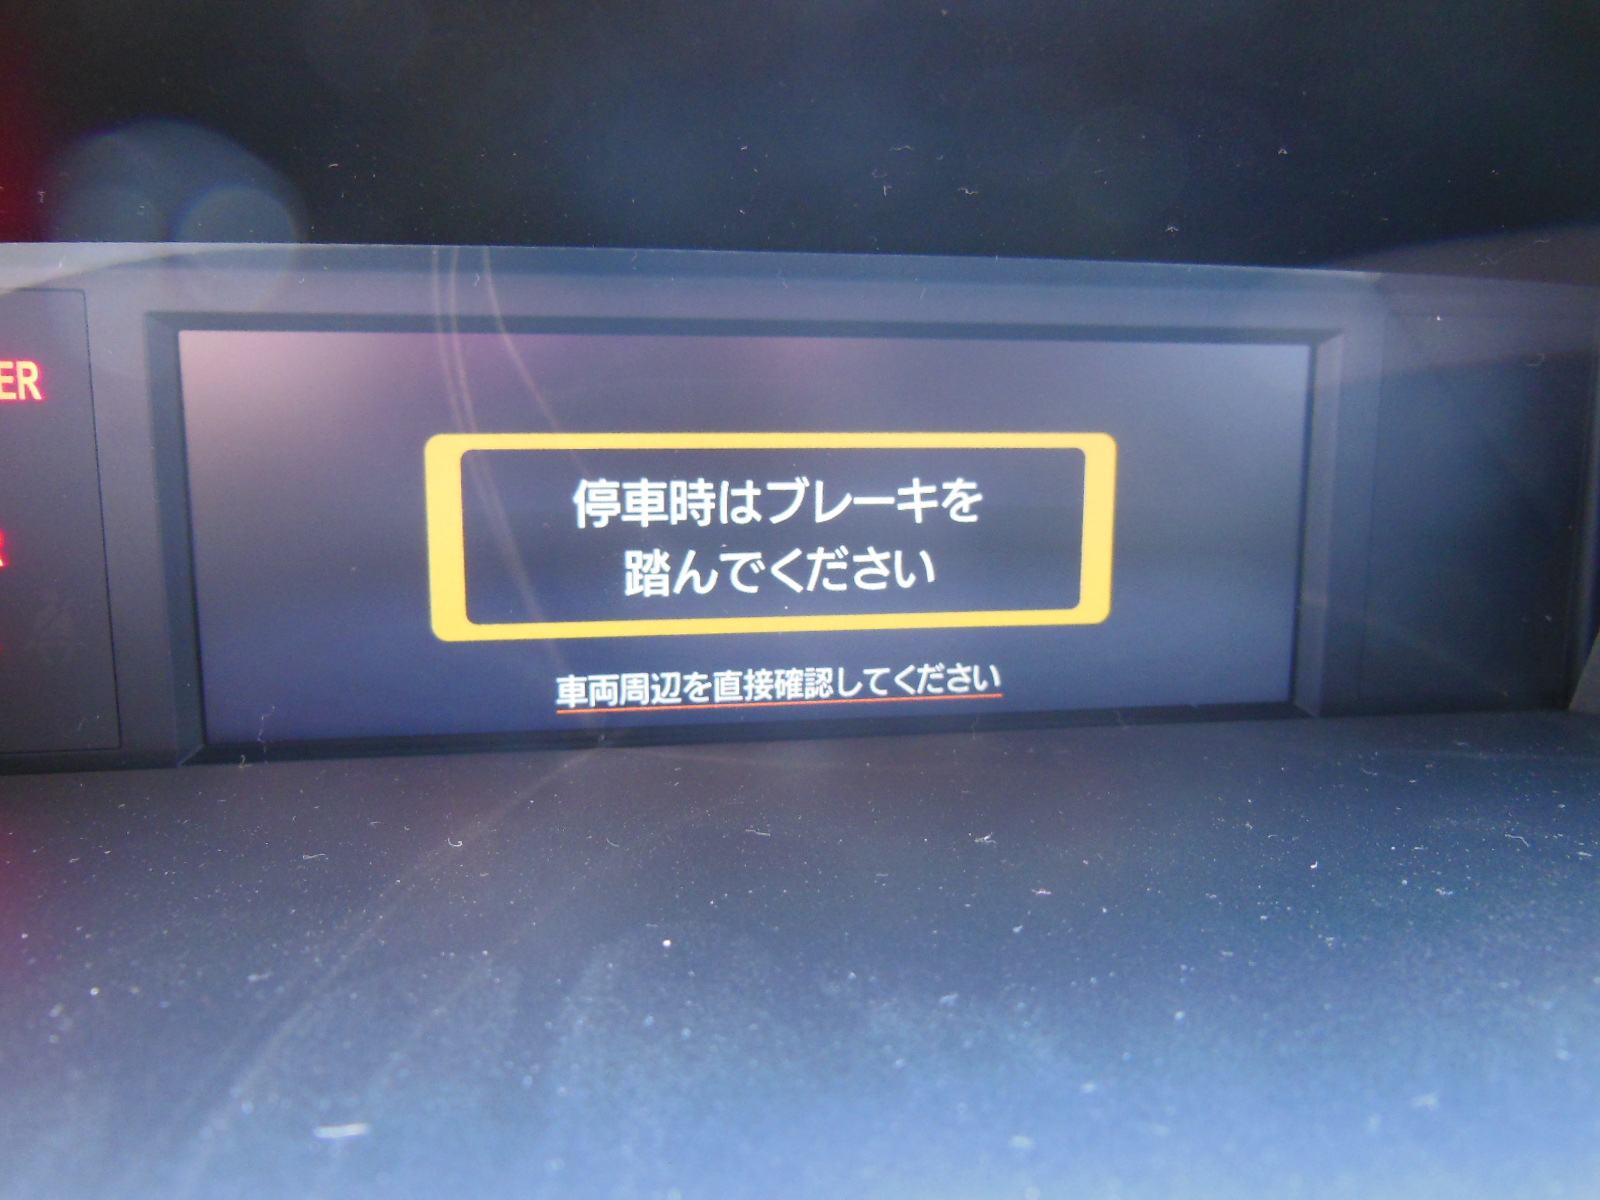 ER
停車時はブレーキを
踏んでください
車両周辺を直接確認してください